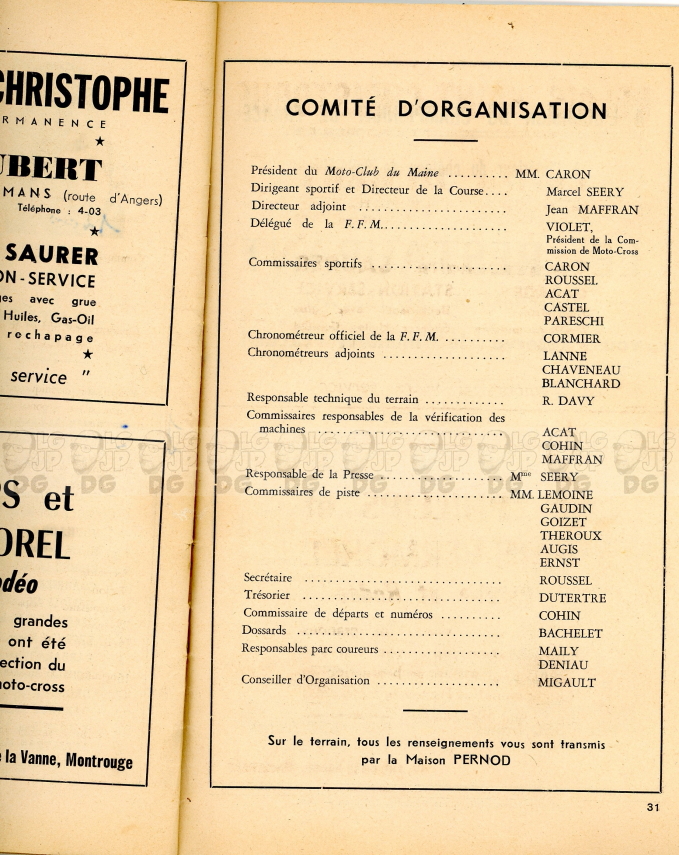 CHRISTOPHE
RMANENCE
UBERT
MANS (route d'Angers)
Téléphone : 4-03
SAURER
ON-SERVICE
ges avec grue
Huiles, Gas-Oil
rechapage
service "
S et
OREL
odéo
grandes
ont été
ection du
oto-cross
la Vanne, Montrouge
COMITÉ D'ORGANISATION
Président du Moto-Club du Maine .......... MM. CARON
Dirigeant sportif et Directeur de la Course.... Marcel SEERY
Directeur adjoint ......................... Jean MAFFRAN
Délégué de la F. F. M...................... VIOLET,
Président de la Com-
mission de Moto-Cross
Commissaires sportifs ........................ CARON
ROUSSEL
ACAT
CASTEL
PARESCHI
Chronométreur officiel de la F. F. M. .......... CORMIER
Chronométreurs adjoints ..................... LANNE
CHAVENEAU
BLANCHARD
Responsable technique du terrain ............. R. DAVY
Commissaires responsables de la vérification des
machines ................................ ACAT
COHIN
MAFFRAN
Responsable de la Presse ..................... Mme SEERY
Commissaires de piste ....................... MM. LEMOINE
GAUDIN
GOIZET
THEROUX
AUGIS
ERNST
Secrétaire ................................. ROUSSEL
Trésorier .................................. DUTERTRE
Commissaire de départs et numéros .......... COHIN
Dossards .................................. BACHELET
Responsables parc coureurs .................... MAILY
DENIAU
Conseiller d'Organisation ..................... MIGAULT
Sur le terrain, tous les renseignements vous sont transmis
par la Maison PERNOD
31